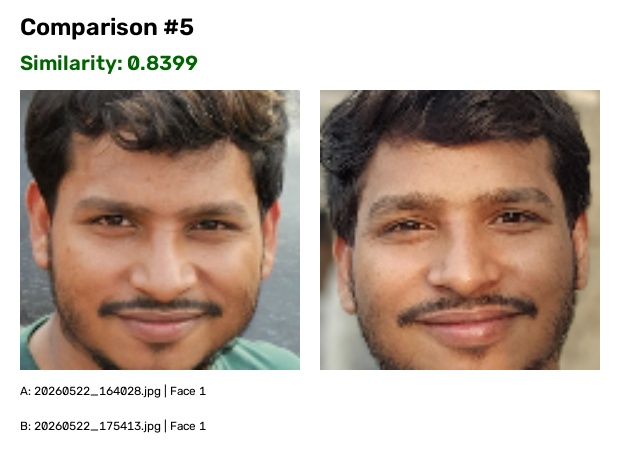 Comparison #5
Similarity: 0.8399
A: 20260522_164028.jpg | Face 1
B: 20260522_175413.jpg | Face 1